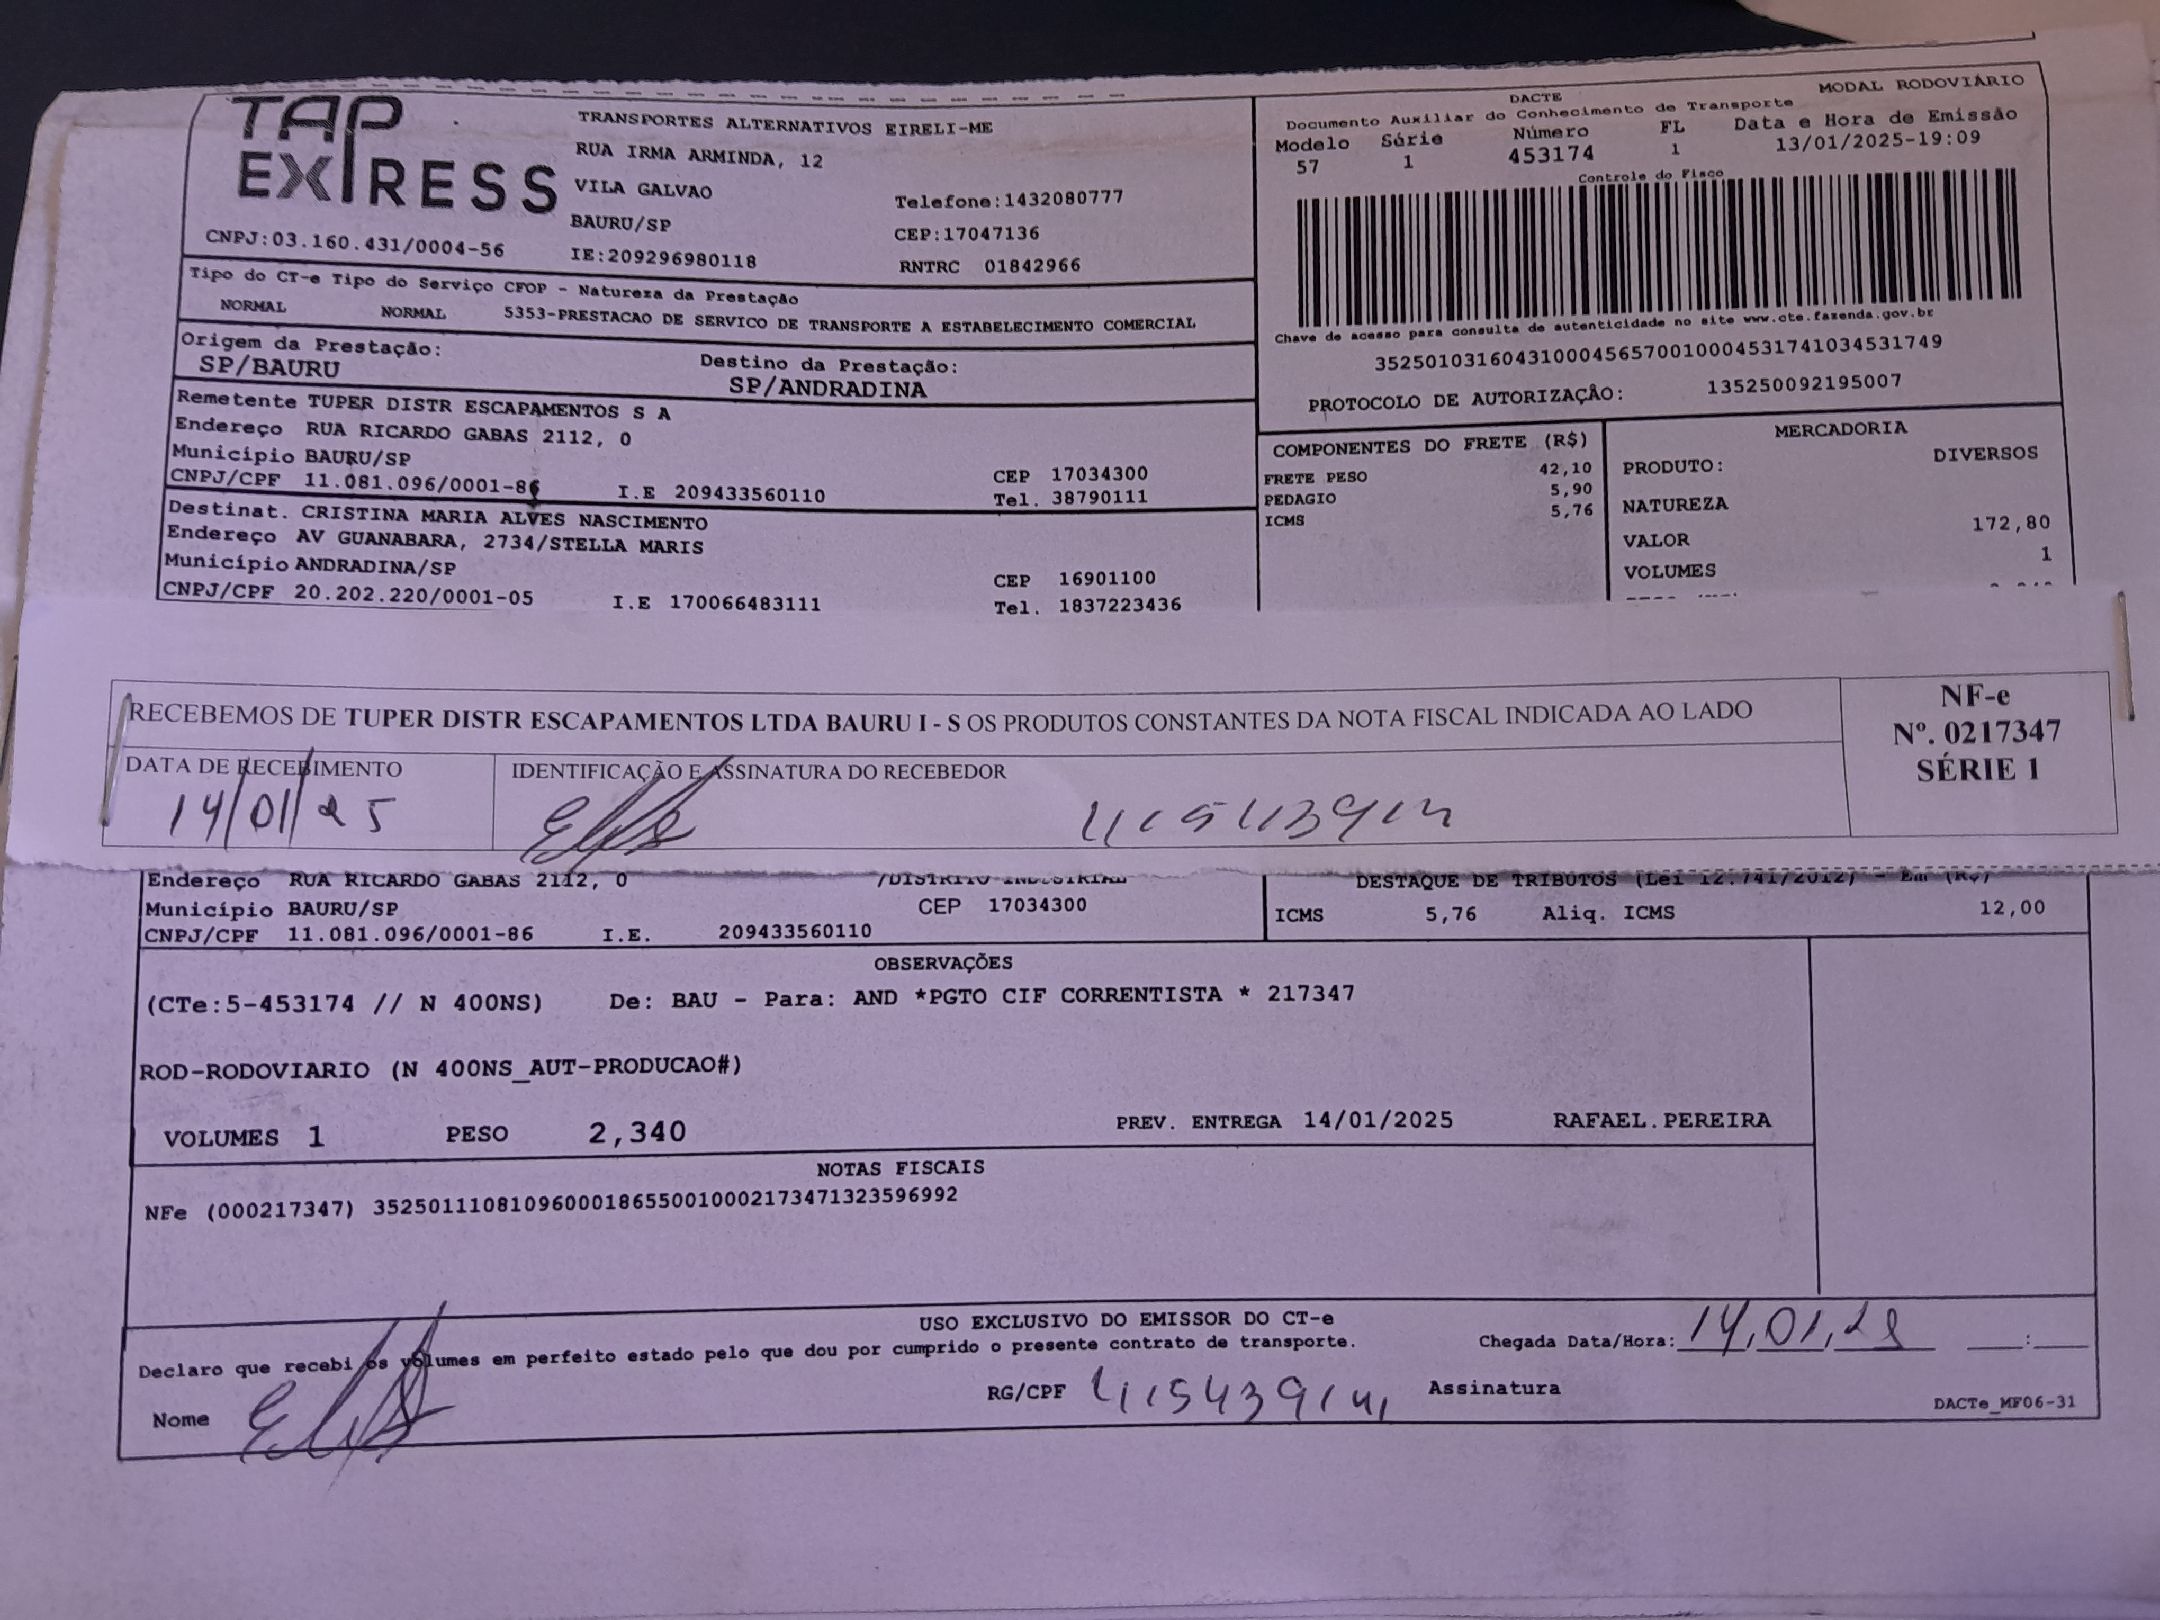 TAP
EXPRESS
CNPJ:03.160.431/0004-56
TRANSPORTES ALTERNATIVOS EIRELI-ME
RUA IRMA ARMINDA, 12
VILA GALVAO
BAURU/SP
IE:209296980118
Telefone:1432080777
CEP:17047136
RNTRC 01842966
MODAL RODOVIÁRIO
DACTE
Documento Auxiliar do Conhecimento de Transporte
Modelo Série Número FL Data e Hora de Emissão
57 1 453174 1 13/01/2025-19:09
Controle do Fisco
Chave de acesso para consulta de autenticidade no site www.cte.fazenda.gov.br
35250103160431000456570010004531741034531749
PROTOCOLO DE AUTORIZAÇÃO: 135250092195007
Tipo do CT-e Tipo do Serviço CFOP - Natureza da Prestação
NORMAL NORMAL 5353-PRESTACAO DE SERVICO DE TRANSPORTE A ESTABELECIMENTO COMERCIAL
Origem da Prestação: Destino da Prestação:
SP/BAURU SP/ANDRADINA
Remetente TUPER DISTR ESCAPAMENTOS S A
Endereço RUA RICARDO GABAS 2112, 0
Município BAURU/SP CEP 17034300
CNPJ/CPF 11.081.096/0001-86 I.E 209433560110 Tel. 38790111
Destinat. CRISTINA MARIA ALVES NASCIMENTO
Endereço AV GUANABARA, 2734/STELLA MARIS
Município ANDRADINA/SP CEP 16901100
CNPJ/CPF 20.202.220/0001-05 I.E 170066483111 Tel. 1837223436
COMPONENTES DO FRETE (R$)
FRETE PESO 42,10
PEDAGIO 5,90
ICMS 5,76
MERCADORIA
PRODUTO: DIVERSOS
NATUREZA
VALOR 172,80
VOLUMES 1
RECEBEMOS DE TUPER DISTR ESCAPAMENTOS LTDA BAURU I - S OS PRODUTOS CONSTANTES DA NOTA FISCAL INDICADA AO LADO
NF-e
Nº. 0217347
SÉRIE 1
DATA DE RECEBIMENTO IDENTIFICAÇÃO E ASSINATURA DO RECEBEDOR
14/01/25
Endereço RUA RICARDO GABAS 2112, 0 /DISTRITO INDUSTRIAL
Município BAURU/SP CEP 17034300
CNPJ/CPF 11.081.096/0001-86 I.E. 209433560110
DESTAQUE DE TRIBUTOS (Lei 12.741/2012) - Em (R$)
ICMS 5,76 Aliq. ICMS 12,00
OBSERVAÇÕES
(CTe:5-453174 // N 400NS) De: BAU - Para: AND *PGTO CIF CORRENTISTA * 217347
ROD-RODOVIARIO (N 400NS_AUT-PRODUCAO#)
VOLUMES 1 PESO 2,340 PREV. ENTREGA 14/01/2025 RAFAEL.PEREIRA
NOTAS FISCAIS
NFe (000217347) 35250111081096000186550010002173471323596992
USO EXCLUSIVO DO EMISSOR DO CT-e
Declaro que recebi os volumes em perfeito estado pelo que dou por cumprido o presente contrato de transporte.
Chegada Data/Hora: 14,01,25 :
Nome RG/CPF Assinatura
DACTe_MF06-31